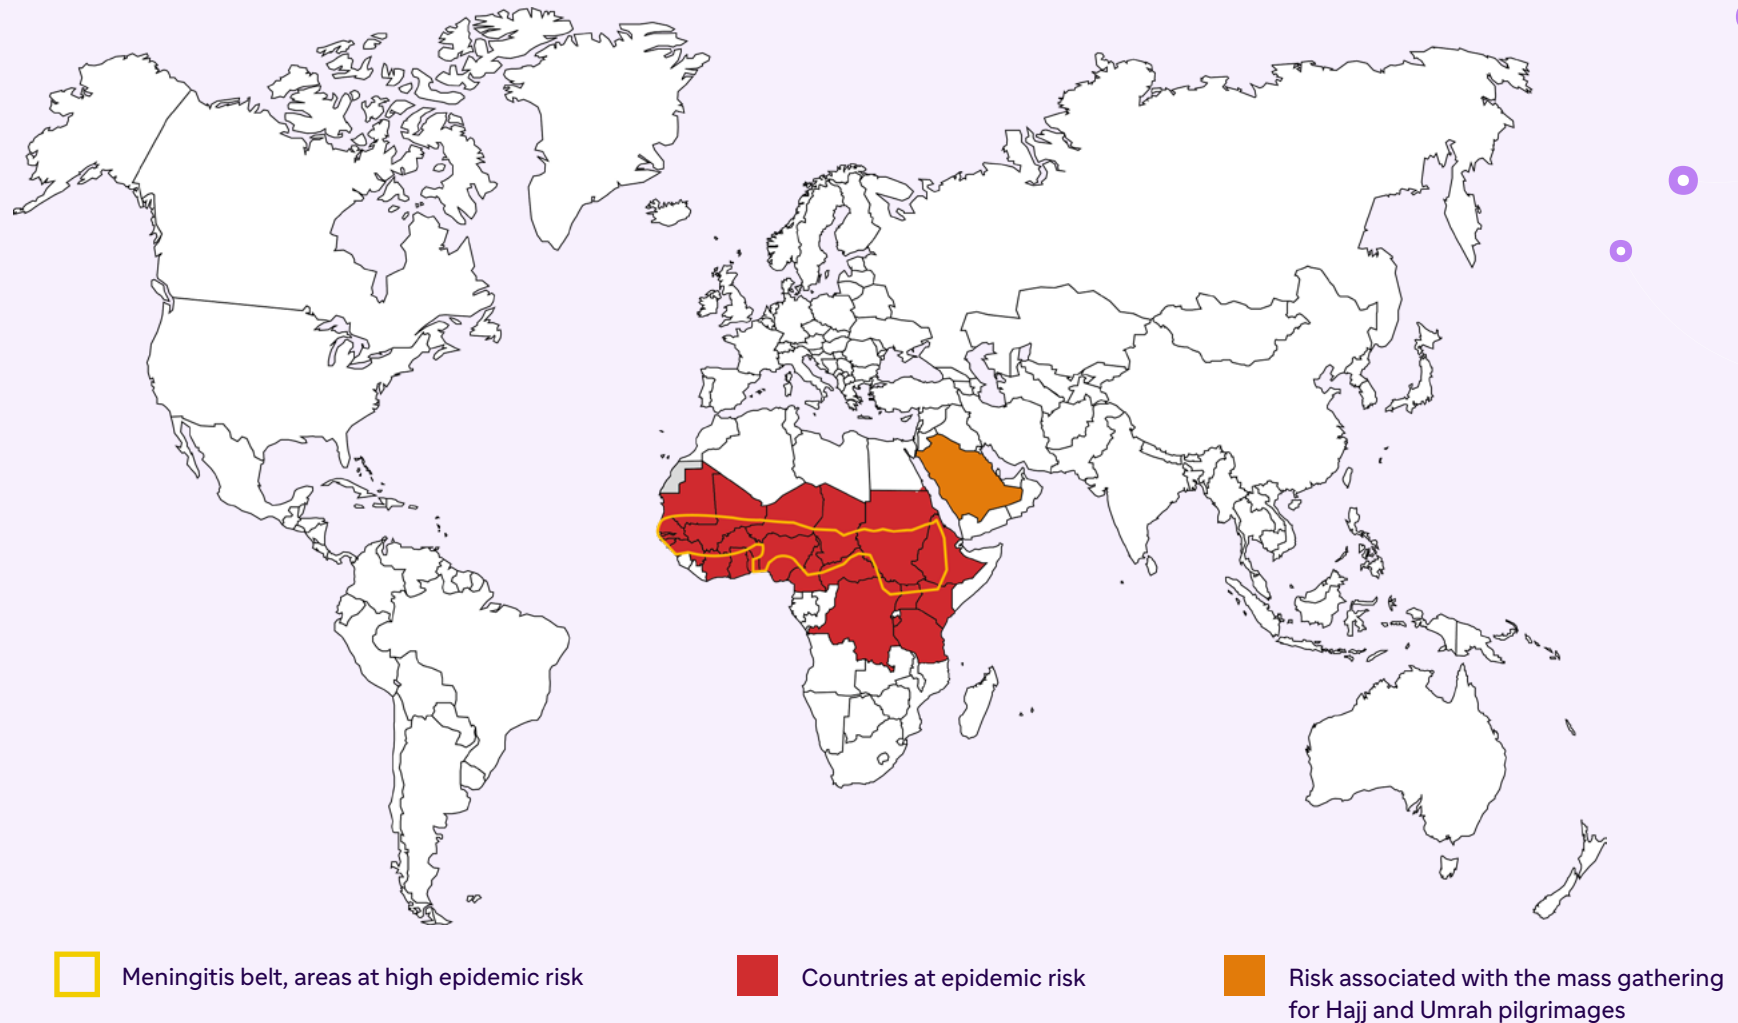 Meningitis belt, areas at high epidemic risk
Countries at epidemic risk
Risk associated with the mass gathering
for Hajj and Umrah pilgrimages